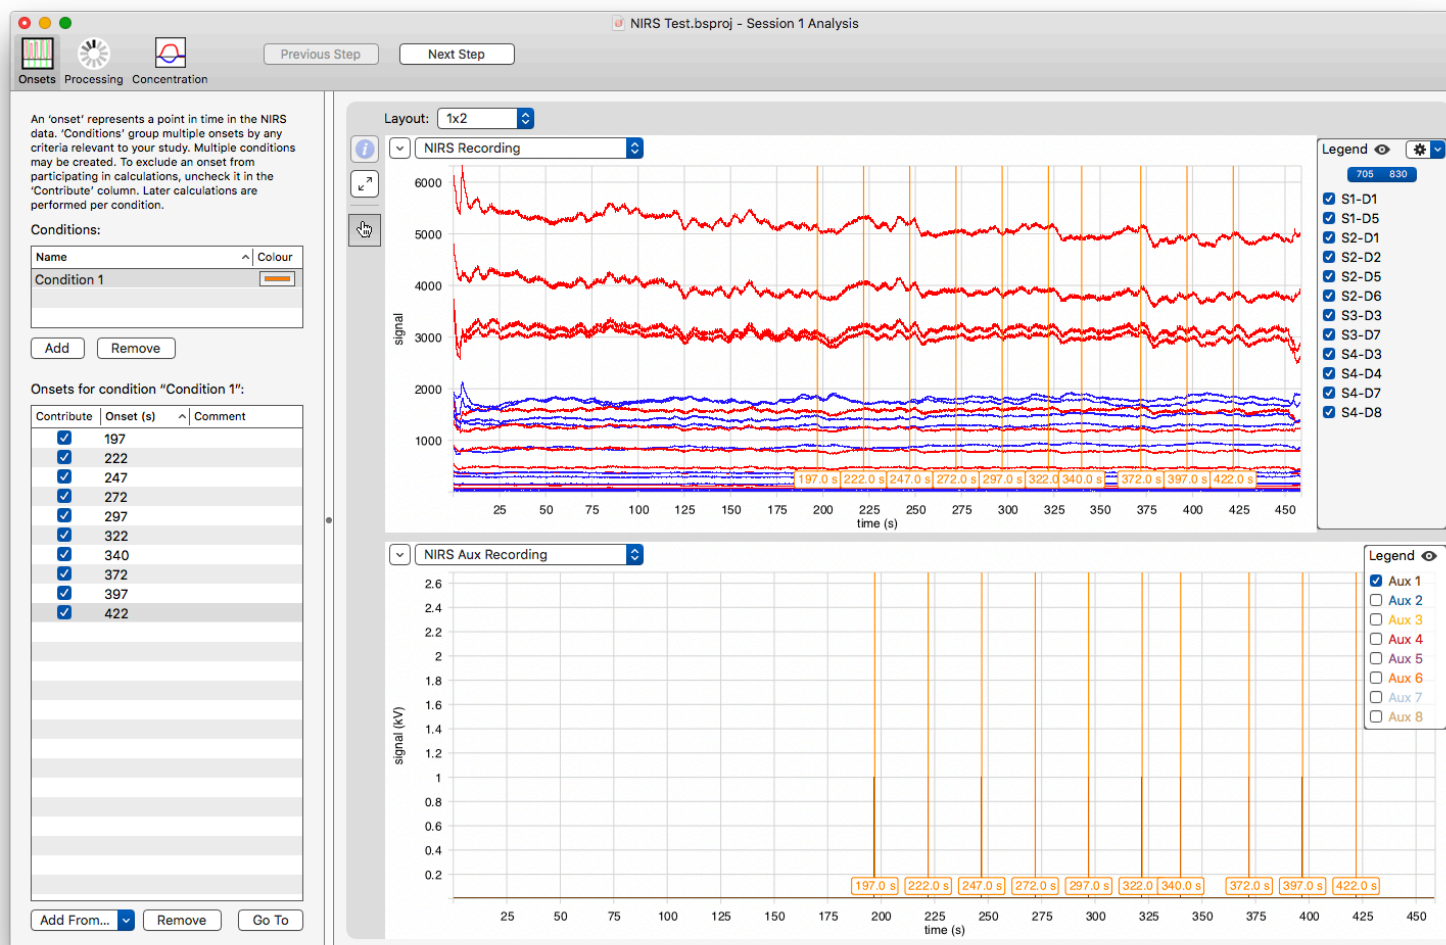 NIRS Test.bsproj - Session 1 Analysis
Onsets Processing Concentration
Previous Step
Next Step
An ‘onset’ represents a point in time in the NIRS
data. ‘Conditions’ group multiple onsets by any
criteria relevant to your study. Multiple conditions
may be created. To exclude an onset from
participating in calculations, uncheck it in the
‘Contribute’ column. Later calculations are
performed per condition.
Conditions:
Name Colour
Condition 1
Add Remove
Onsets for condition “Condition 1”:
Contribute Onset (s) Comment
197
222
247
272
297
322
340
372
397
422
Add From... Remove Go To
Layout: 1x2
NIRS Recording
6000
5000
4000
3000
2000
1000
signal
197.0 s 222.0 s 247.0 s 272.0 s 297.0 s 322.0 340.0 s 372.0 s 397.0 s 422.0 s
25 50 75 100 125 150 175 200 225 250 275 300 325 350 375 400 425 450
time (s)
Legend
705 830
S1-D1
S1-D5
S2-D1
S2-D2
S2-D5
S2-D6
S3-D3
S3-D7
S4-D3
S4-D4
S4-D7
S4-D8
NIRS Aux Recording
2.6
2.4
2.2
2
1.8
1.6
1.4
1.2
1
0.8
0.6
0.4
0.2
signal (kV)
197.0 s 222.0 s 247.0 s 272.0 s 297.0 s 322.0 340.0 s 372.0 s 397.0 s 422.0 s
25 50 75 100 125 150 175 200 225 250 275 300 325 350 375 400 425 450
time (s)
Legend
Aux 1
Aux 2
Aux 3
Aux 4
Aux 5
Aux 6
Aux 7
Aux 8